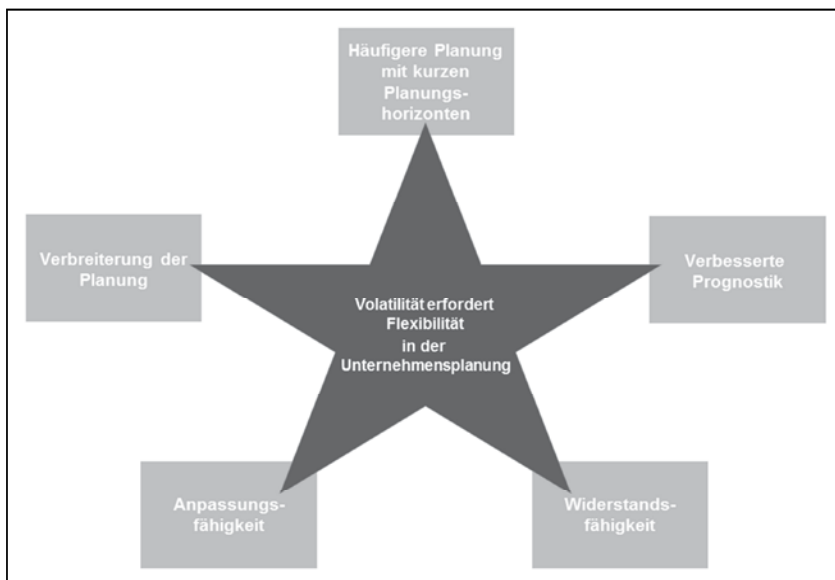 Häufigere Planung
mit kurzen
Planungs-
horizonten
Verbreiterung der
Planung
Verbesserte
Prognostik
Volatilität erfordert
Flexibilität
in der
Unternehmensplanung
Anpassungs-
fähigkeit
Widerstands-
fähigkeit